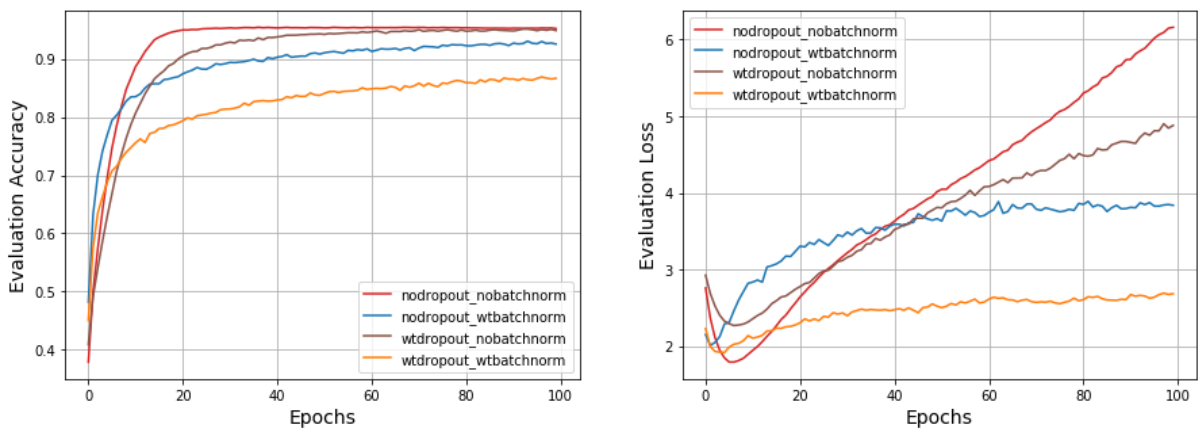 Evaluation Accuracy
0.9
0.8
0.7
0.6
0.5
0.4
nodropout_nobatchnorm
nodropout_wtbatchnorm
wtdropout_nobatchnorm
wtdropout_wtbatchnorm
0 20 40 60 80 100
Epochs
Evaluation Loss
6
5
4
3
2
nodropout_nobatchnorm
nodropout_wtbatchnorm
wtdropout_nobatchnorm
wtdropout_wtbatchnorm
0 20 40 60 80 100
Epochs